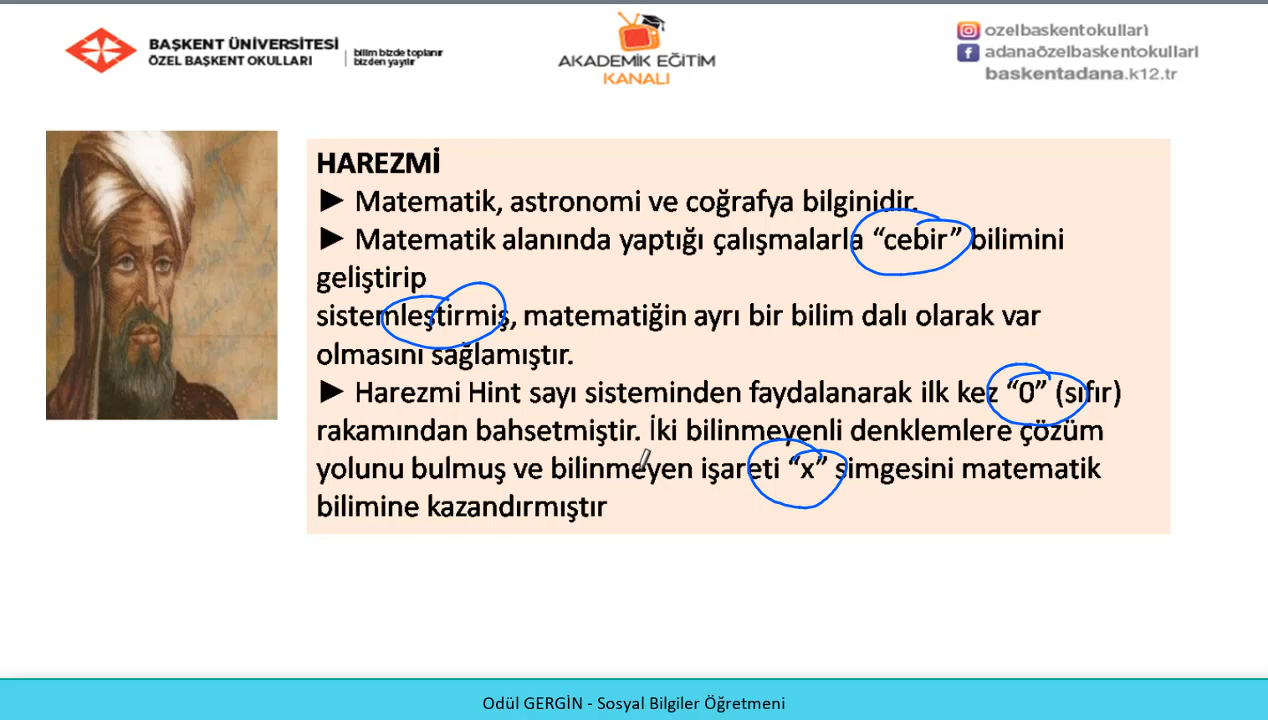 BAŞKENT ÜNİVERSİTESİ
ÖZEL BAŞKENT OKULLARI
bilim bizde toplanır
bizden yayılır
AKADEMİK EĞİTİM
KANALI
ozelbaskentokullari
adanaözelbaskentokullari
baskentadana.k12.tr
HAREZMİ
► Matematik, astronomi ve coğrafya bilginidir.
► Matematik alanında yaptığı çalışmalarla “cebir” bilimini
geliştirip
sistemleştirmiş, matematiğin ayrı bir bilim dalı olarak var
olmasını sağlamıştır.
► Harezmi Hint sayı sisteminden faydalanarak ilk kez “0” (sıfır)
rakamından bahsetmiştir. İki bilinmeyenli denklemlere çözüm
yolunu bulmuş ve bilinmeyen işareti “x” simgesini matematik
bilimine kazandırmıştır
Odül GERGİN - Sosyal Bilgiler Öğretmeni